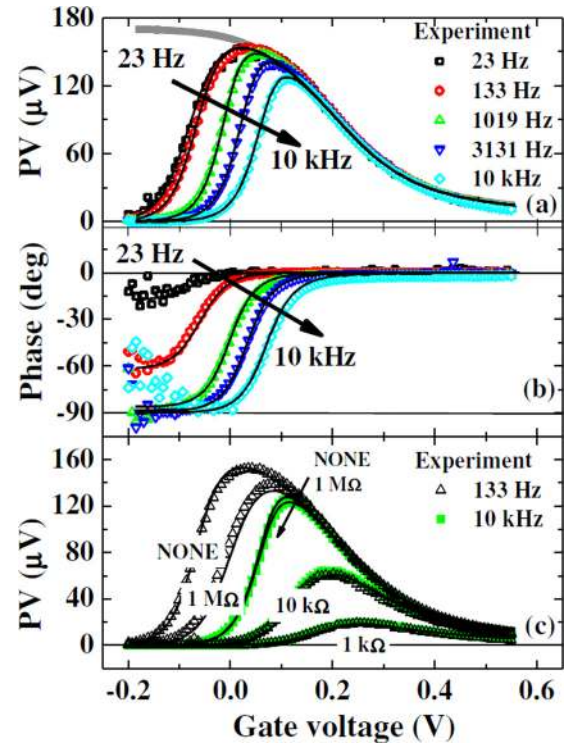 Experiment
23 Hz
133 Hz
1019 Hz
3131 Hz
10 kHz
23 Hz
10 kHz
(a)
PV (μV)
180
120
60
0
23 Hz
10 kHz
(b)
Phase (deg)
0
-30
-60
-90
Experiment
133 Hz
10 kHz
NONE
1 MΩ
NONE
1 MΩ
10 kΩ
1 kΩ
(c)
PV (μV)
160
120
80
40
0
-0.2 0.0 0.2 0.4 0.6
Gate voltage (V)